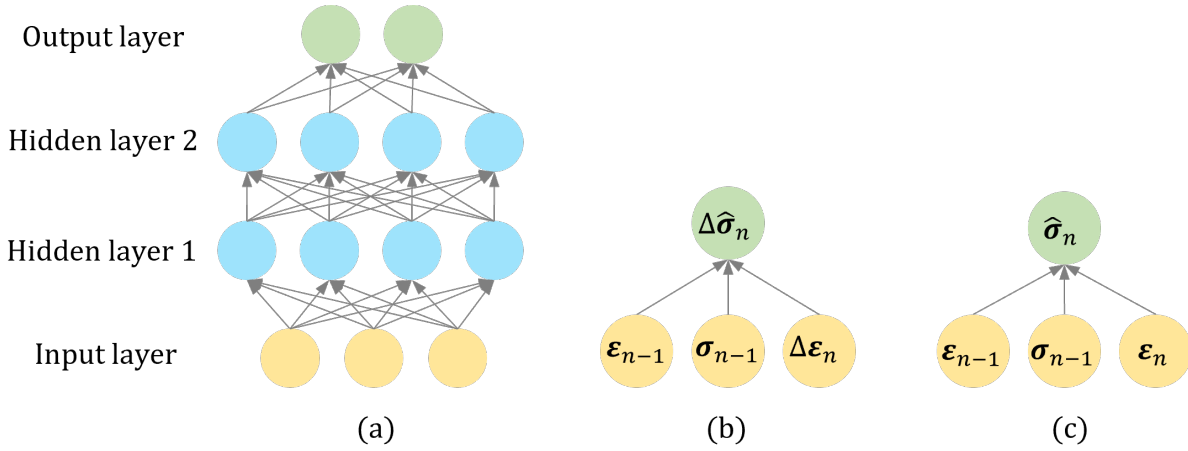 Output layer
Hidden layer 2
Hidden layer 1
Input layer
Δσ̂ₙ
εₙ₋₁ σₙ₋₁ Δεₙ
σ̂ₙ
εₙ₋₁ σₙ₋₁ εₙ
(a) (b) (c)